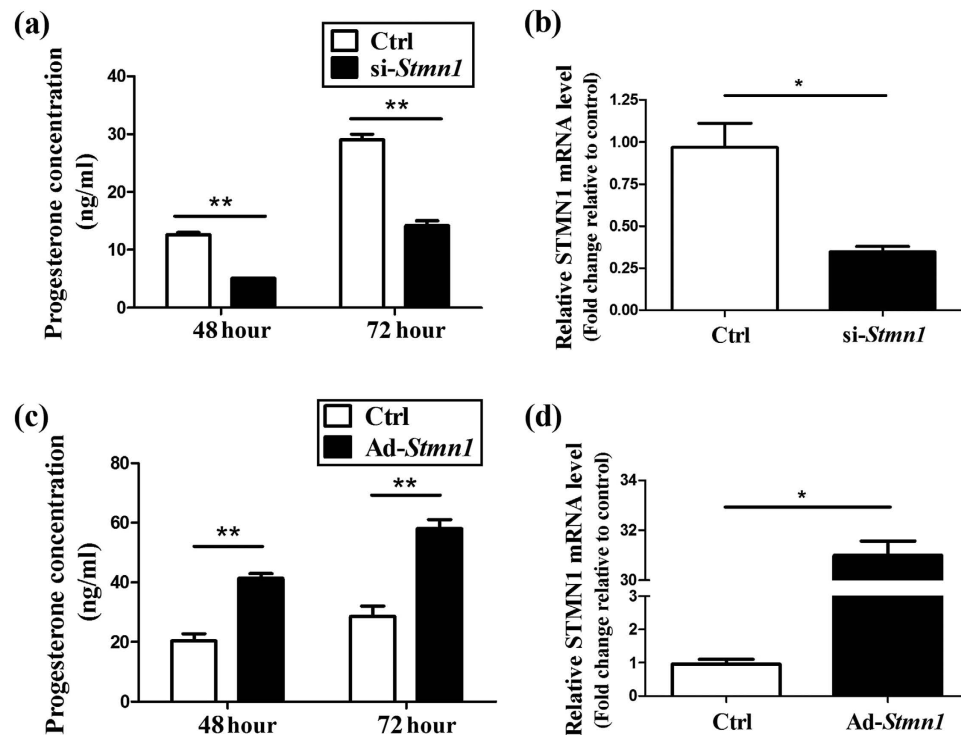 (a)
Ctrl
si-Stmn1
Progesterone concentration
(ng/ml)
40
30
20
10
0
**
**
48 hour
72 hour
(b)
Relative STMN1 mRNA level
(Fold change relative to control)
1.25
1.00
0.75
0.50
0.25
0.00
*
Ctrl
si-Stmn1
(c)
Ctrl
Ad-Stmn1
Progesterone concentration
(ng/ml)
80
60
40
20
0
**
**
48 hour
72 hour
(d)
Relative STMN1 mRNA level
(Fold change relative to control)
34
32
30
3
2
1
0
*
Ctrl
Ad-Stmn1